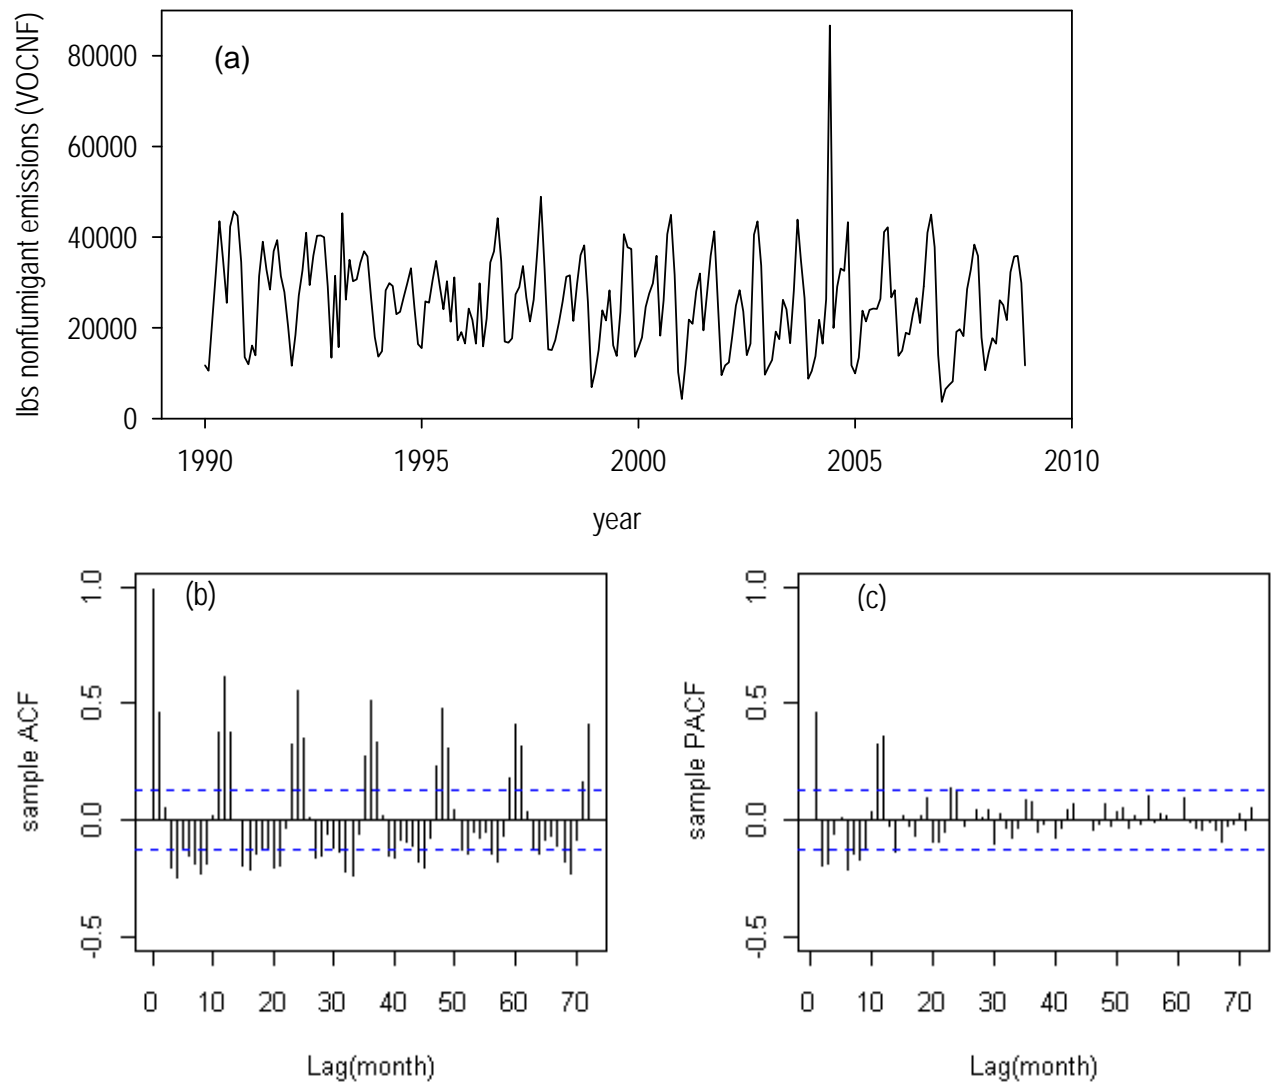 lbs nonfumigant emissions (VOCNF)
(a)
80000
60000
40000
20000
0
1990 1995 2000 2005 2010
year
sample ACF
(b)
1.0
0.5
0.0
-0.5
0 10 20 30 40 50 60 70
Lag(month)
sample PACF
(c)
1.0
0.5
0.0
-0.5
0 10 20 30 40 50 60 70
Lag(month)